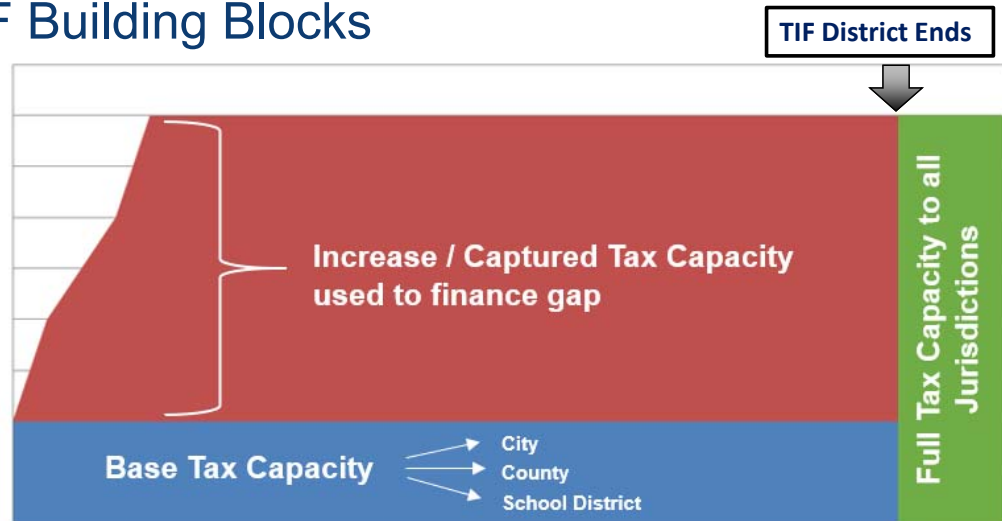 F Building Blocks
TIF District Ends
Increase / Captured Tax Capacity
used to finance gap
Full Tax Capacity to all
Jurisdictions
Base Tax Capacity
City
County
School District